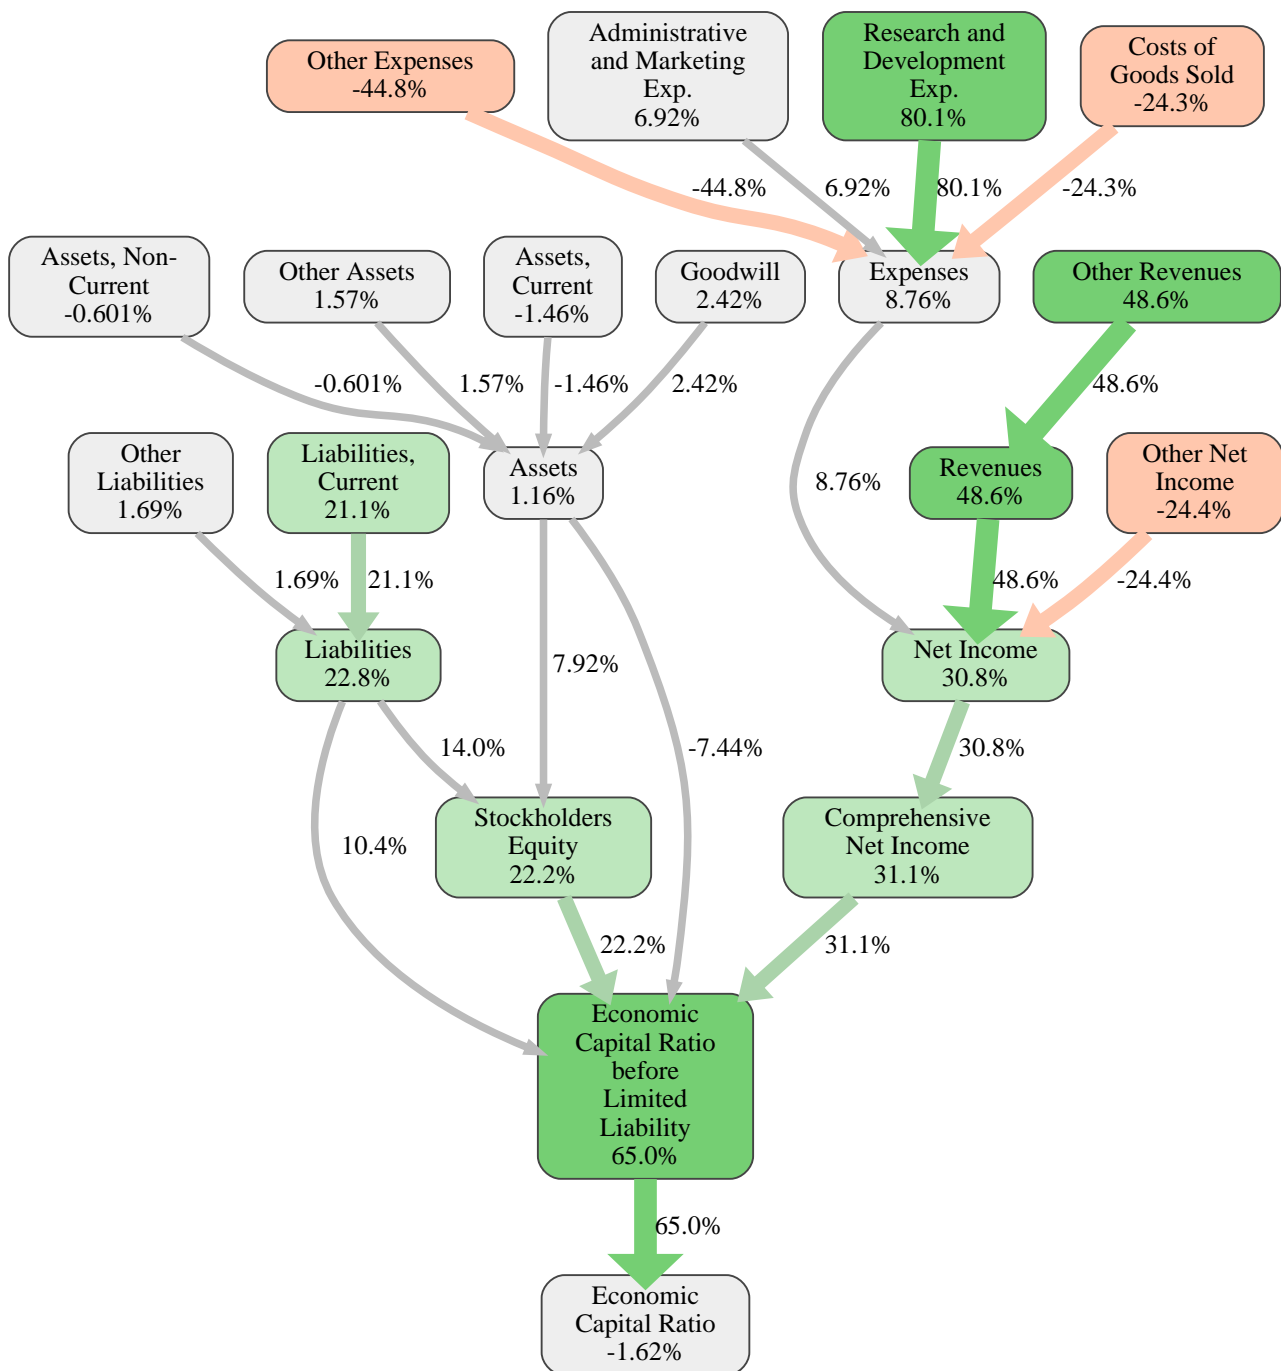 Other Expenses
-44.8%
Administrative
and Marketing
Exp.
6.92%
Research and
Development
Exp.
80.1%
Costs of
Goods Sold
-24.3%
-44.8%
6.92%
80.1%
-24.3%
Assets, Non-
Current
-0.601%
Other Assets
1.57%
Assets,
Current
-1.46%
Goodwill
2.42%
Expenses
8.76%
Other Revenues
48.6%
-0.601%
1.57%
-1.46%
2.42%
48.6%
Other
Liabilities
1.69%
Liabilities,
Current
21.1%
Assets
1.16%
8.76%
Revenues
48.6%
Other Net
Income
-24.4%
1.69%
21.1%
48.6%
-24.4%
Liabilities
22.8%
7.92%
Net Income
30.8%
14.0%
-7.44%
30.8%
10.4%
Stockholders
Equity
22.2%
Comprehensive
Net Income
31.1%
22.2%
31.1%
Economic
Capital Ratio
before
Limited
Liability
65.0%
65.0%
Economic
Capital Ratio
-1.62%